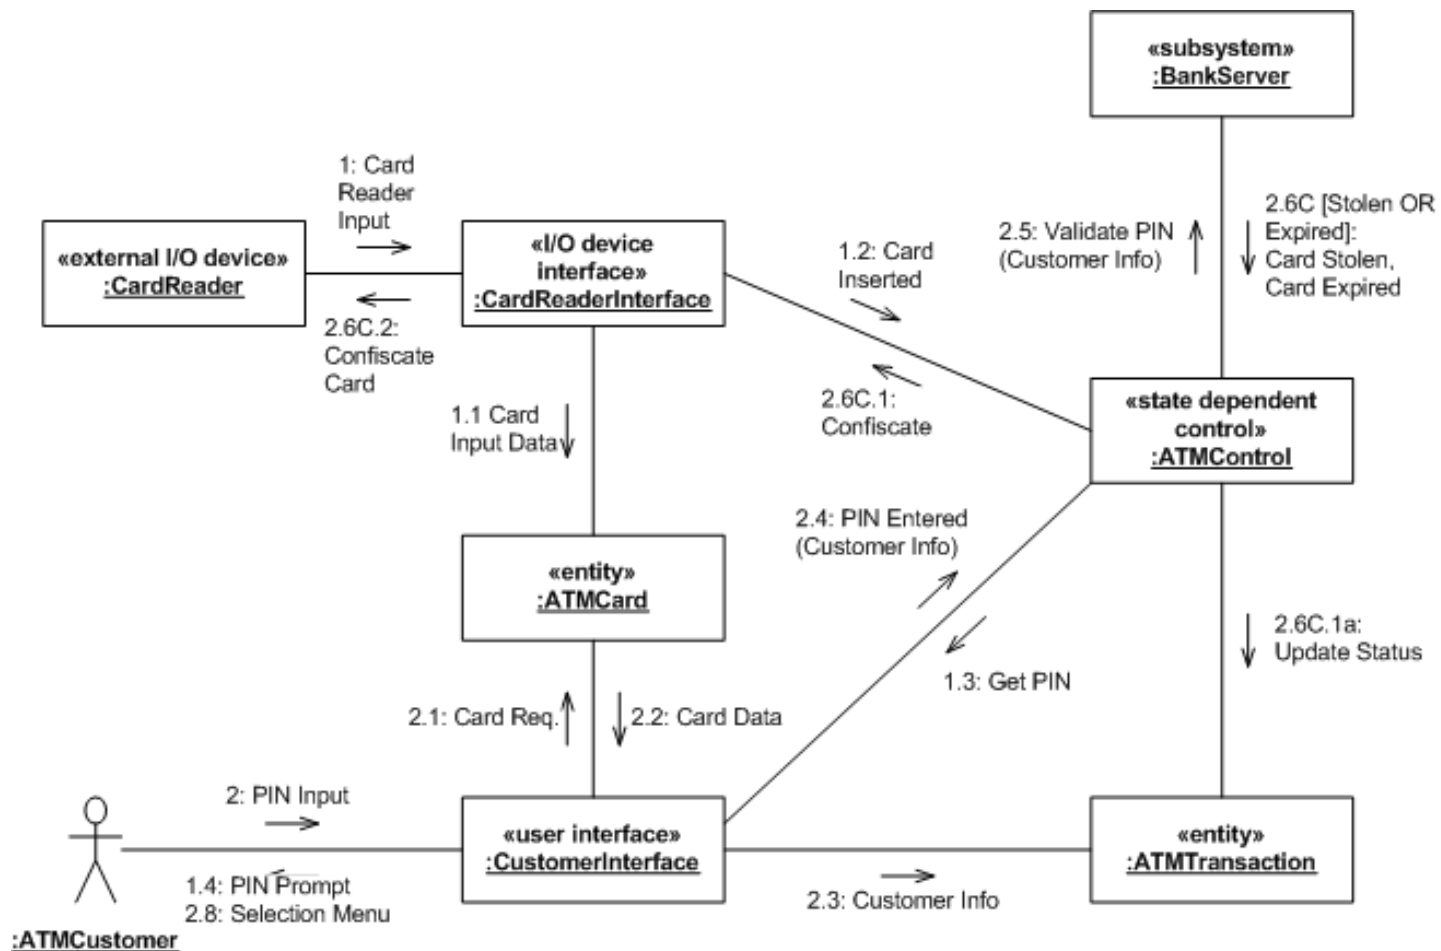 «subsystem»
:BankServer
1: Card
Reader
Input
«external I/O device»
:CardReader
«I/O device
interface»
:CardReaderInterface
2.6C.2:
Confiscate
Card
1.2: Card
Inserted
2.5: Validate PIN
(Customer Info)
2.6C [Stolen OR
Expired]:
Card Stolen,
Card Expired
2.6C.1:
Confiscate
1.1 Card
Input Data
«state dependent
control»
:ATMControl
2.4: PIN Entered
(Customer Info)
«entity»
:ATMCard
2.6C.1a:
Update Status
1.3: Get PIN
2.1: Card Req.
2.2: Card Data
2: PIN Input
«user interface»
:CustomerInterface
«entity»
:ATMTransaction
1.4: PIN Prompt
2.8: Selection Menu
2.3: Customer Info
:ATMCustomer